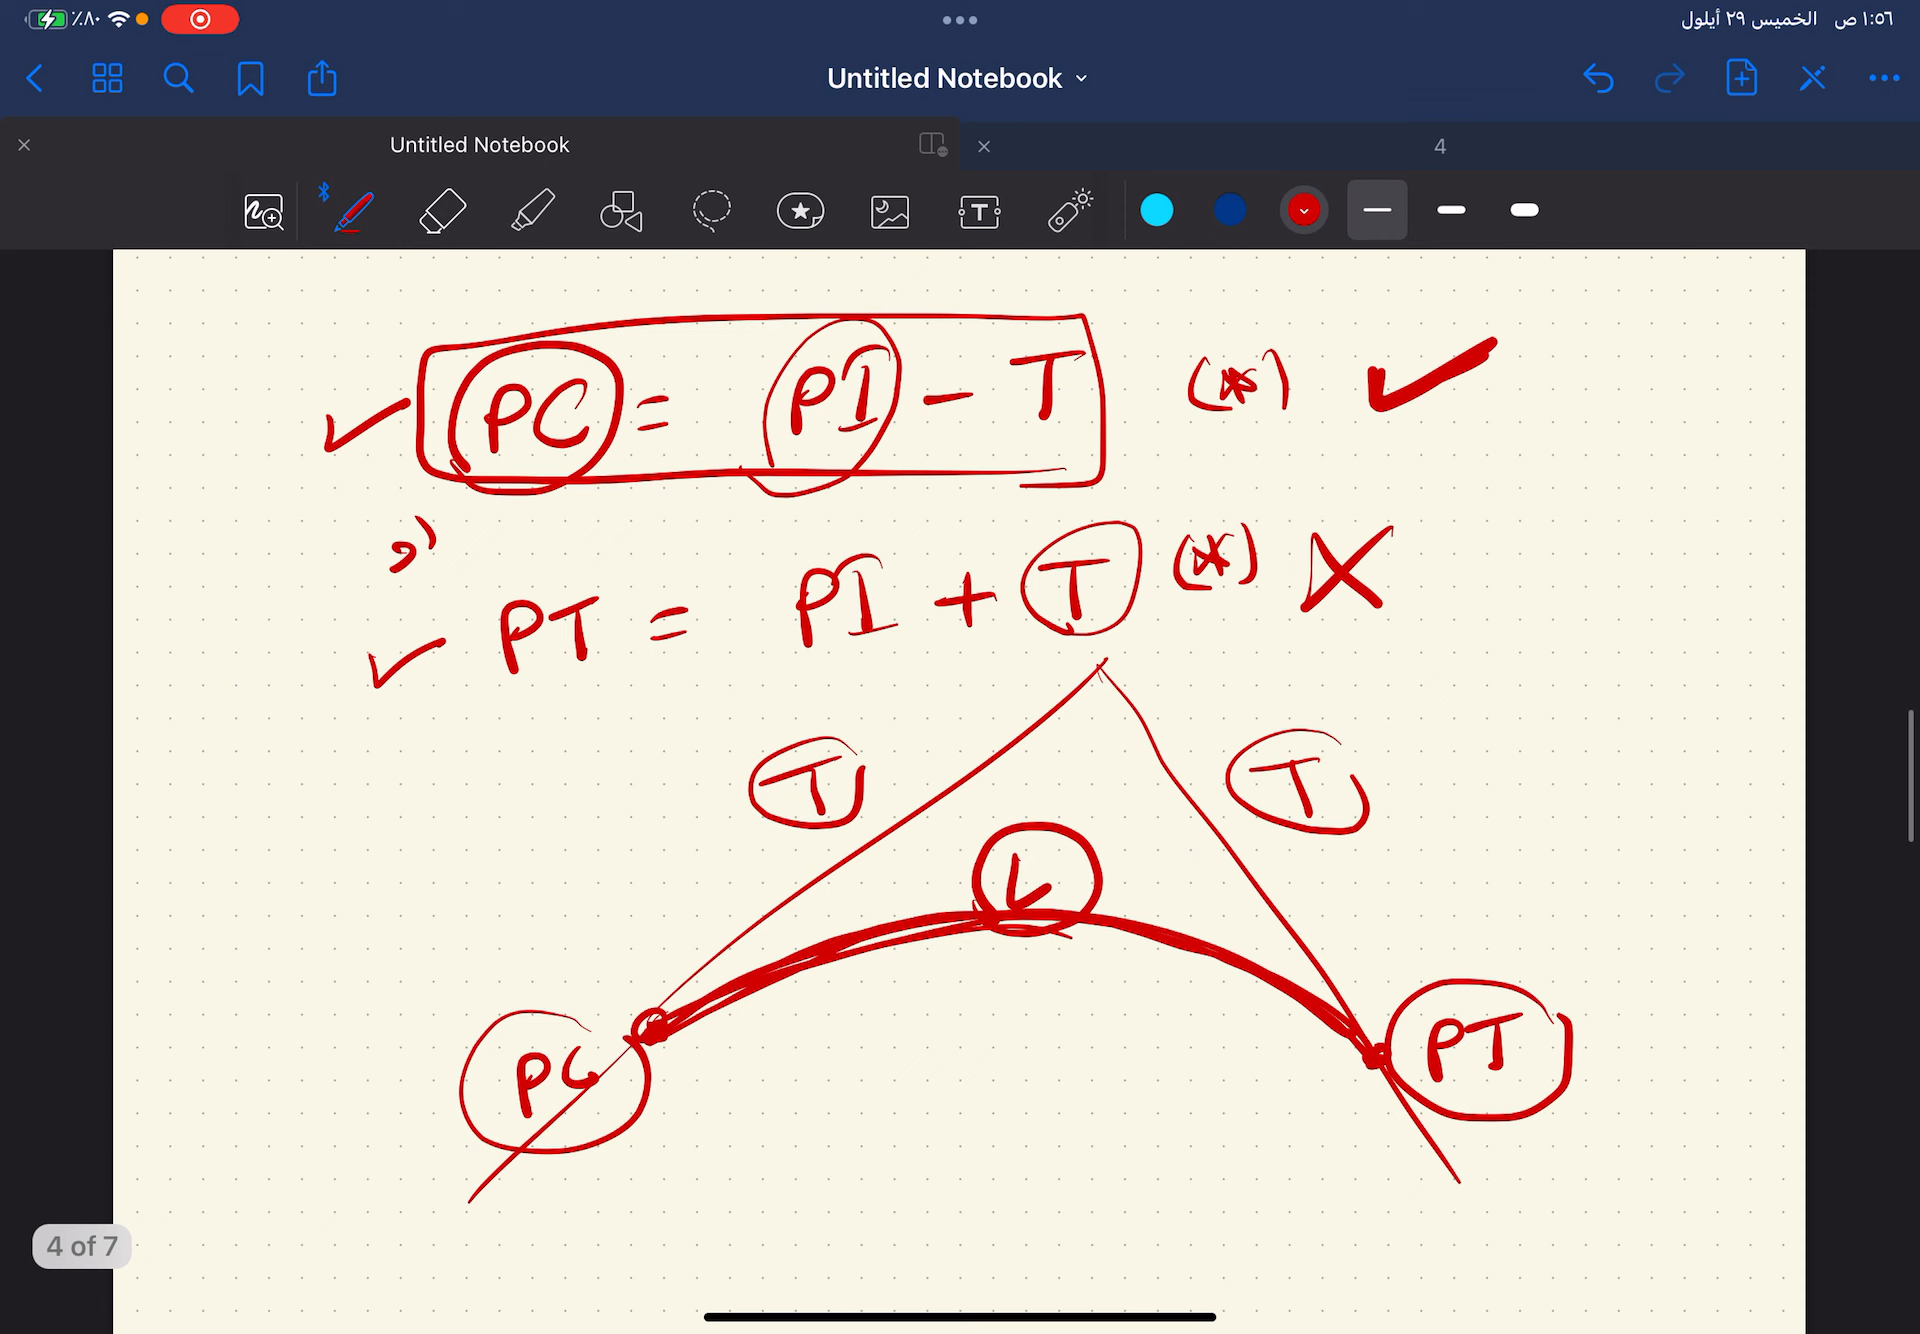 ٪٨٠
١:٥٦ ص الخميس ٢٩ أيلول
Untitled Notebook
Untitled Notebook
4
PC = PI - T (*)
PT = PI + T (*)
T T
L
PC PT
4 of 7